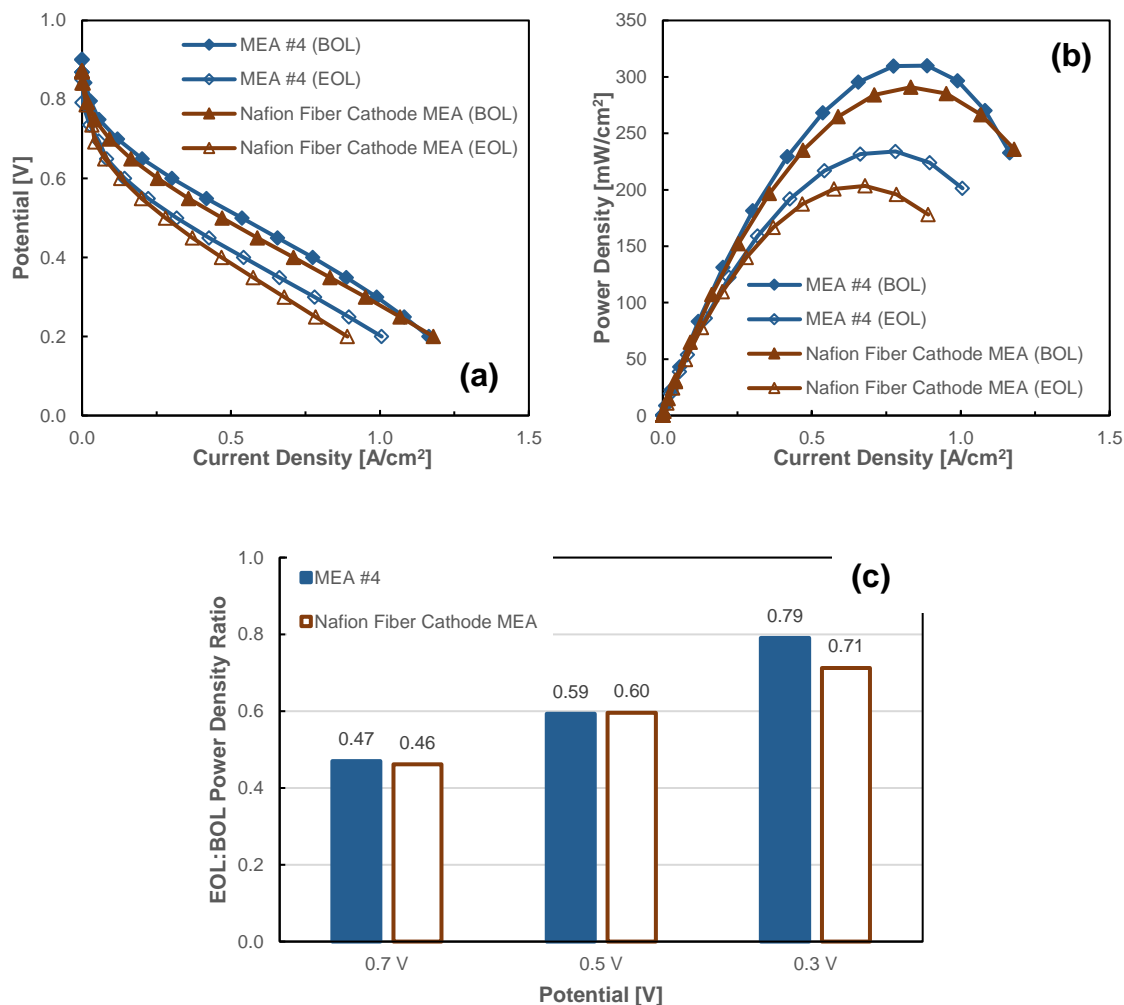 1.0
0.8
0.6
0.4
0.2
0.0
0.0
0.5
1.0
1.5
Potential [V]
Current Density [A/cm²]
MEA #4 (BOL)
MEA #4 (EOL)
Nafion Fiber Cathode MEA (BOL)
Nafion Fiber Cathode MEA (EOL)
(a)
350
300
250
200
150
100
50
0
0.0
0.5
1.0
1.5
Power Density [mW/cm²]
Current Density [A/cm²]
(b)
MEA #4 (BOL)
MEA #4 (EOL)
Nafion Fiber Cathode MEA (BOL)
Nafion Fiber Cathode MEA (EOL)
1.0
0.8
0.6
0.4
0.2
0.0
EOL:BOL Power Density Ratio
MEA #4
Nafion Fiber Cathode MEA
(c)
0.47
0.46
0.59
0.60
0.79
0.71
0.7 V
0.5 V
0.3 V
Potential [V]